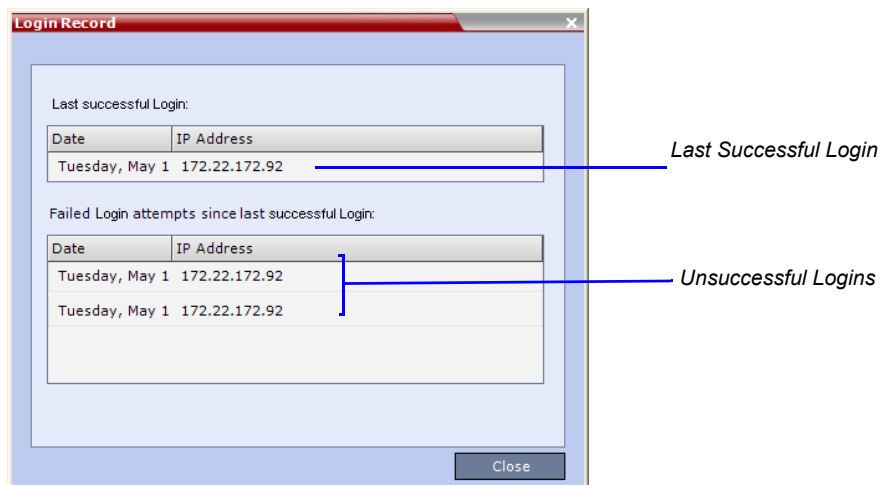 Login Record
Last successful Login:
Date IP Address
Tuesday, May 1 172.22.172.92
Last Successful Login
Failed Login attempts since last successful Login:
Date IP Address
Tuesday, May 1 172.22.172.92
Tuesday, May 1 172.22.172.92
Unsuccessful Logins
Close